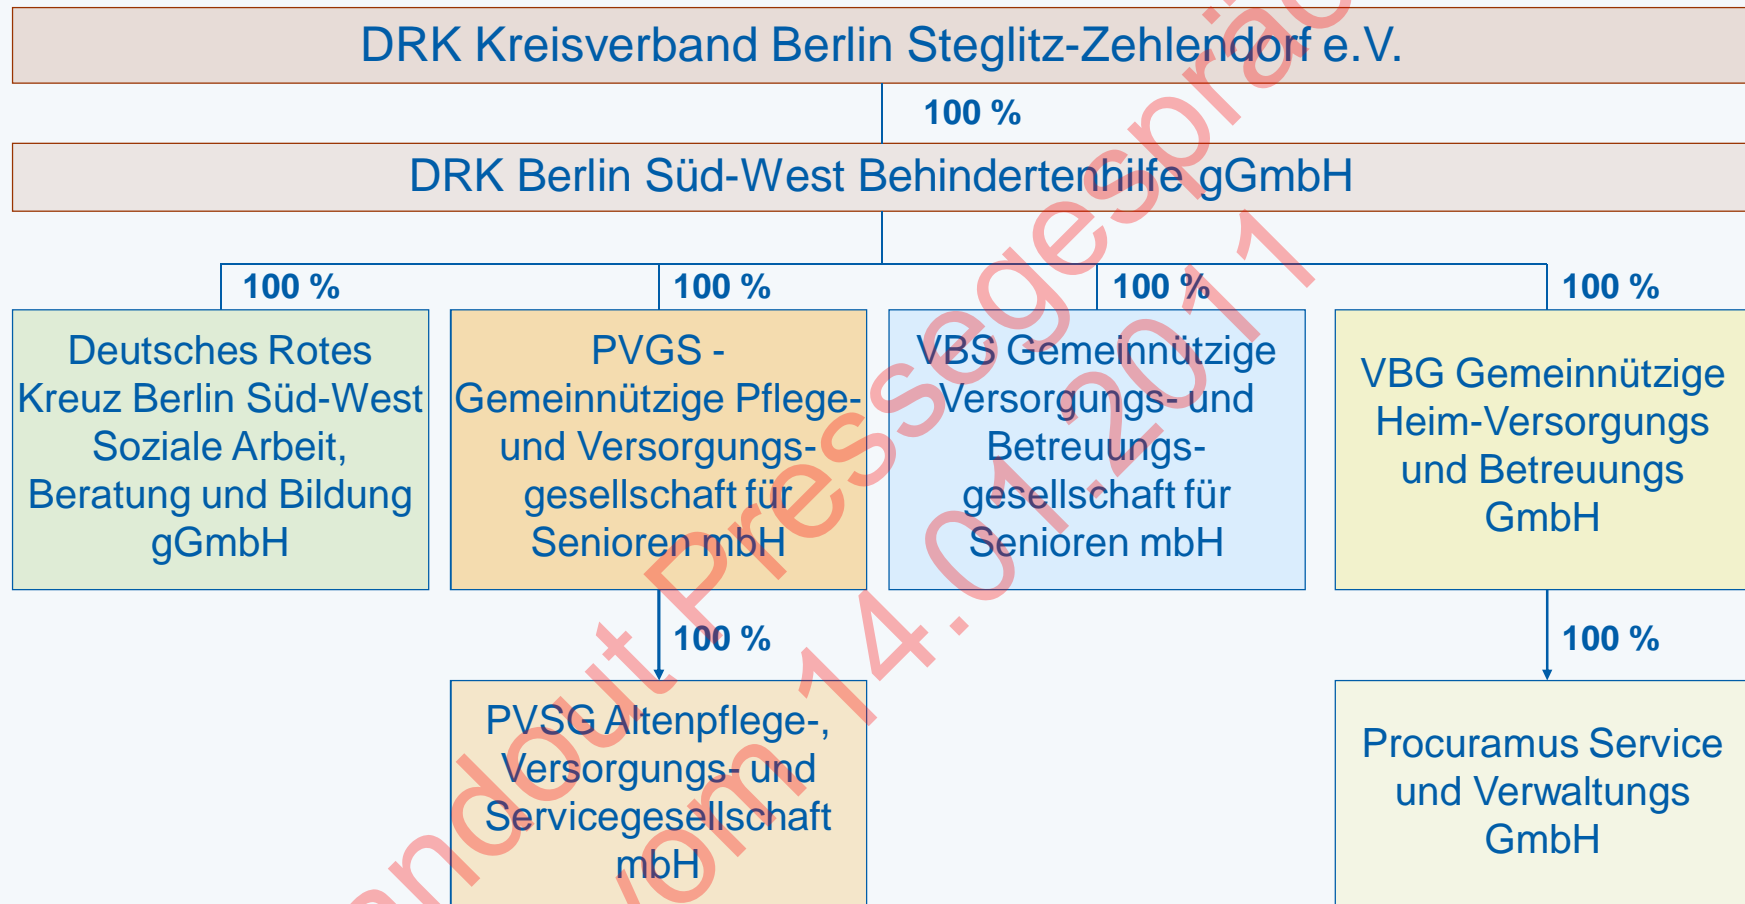 DRK Kreisverband Berlin Steglitz-Zehlendorf e.V.
100 %
DRK Berlin Süd-West Behindertenhilfe gGmbH
100 %
100 %
100 %
100 %
Deutsches Rotes
Kreuz Berlin Süd-West
Soziale Arbeit,
Beratung und Bildung
gGmbH
PVGS -
Gemeinnützige Pflege-
und Versorgungs-
gesellschaft für
Senioren mbH
VBS Gemeinnützige
Versorgungs- und
Betreuungs-
gesellschaft für
Senioren mbH
VBG Gemeinnützige
Heim-Versorgungs
und Betreuungs
GmbH
100 %
100 %
PVSG Altenpflege-,
Versorgungs- und
Servicegesellschaft
mbH
Procuramus Service
und Verwaltungs
GmbH
andout Pressegespräc
vom 14.01.2011